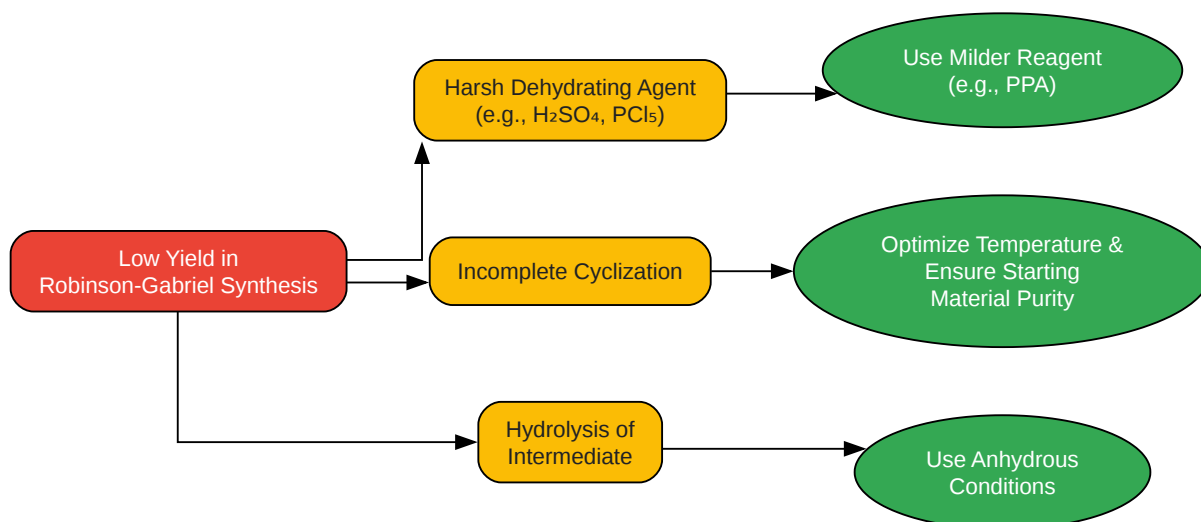 Low Yield in
Robinson-Gabriel Synthesis
Harsh Dehydrating Agent
(e.g., H₂SO₄, PCl₅)
Use Milder Reagent
(e.g., PPA)
Incomplete Cyclization
Optimize Temperature &
Ensure Starting
Material Purity
Hydrolysis of
Intermediate
Use Anhydrous
Conditions